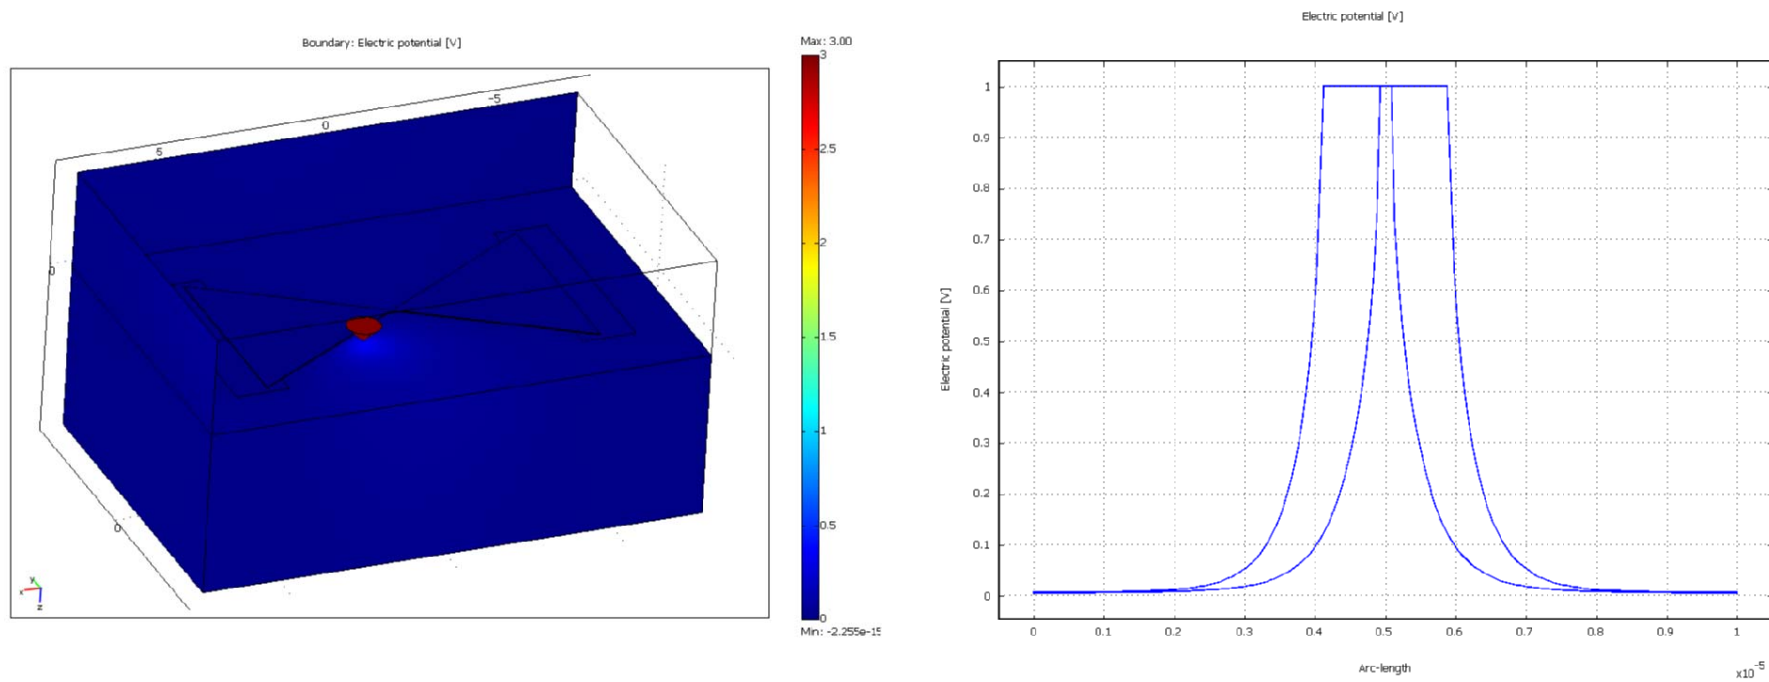 Boundary: Electric potential [V]
Max: 3.00
3
2.5
2
1.5
1
0.5
0
Min: -2.255e-15
-5
0
5
0
0
y
x
z
Electric potential [V]
Electric potential [V]
1
0.9
0.8
0.7
0.6
0.5
0.4
0.3
0.2
0.1
0
0 0.1 0.2 0.3 0.4 0.5 0.6 0.7 0.8 0.9 1
Arc-length
x10^-5